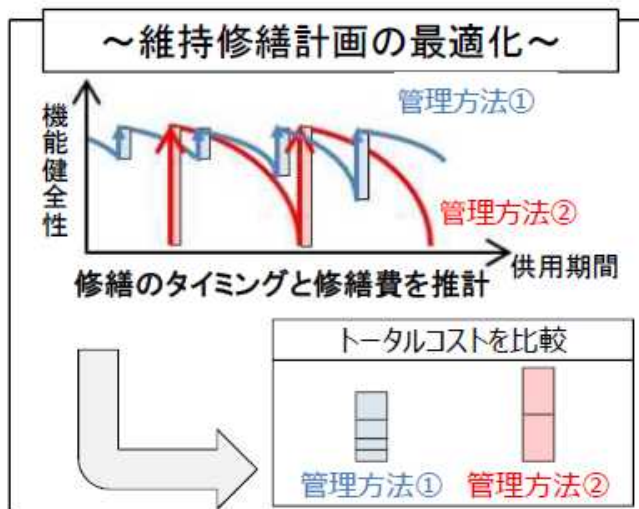 ～維持修繕計画の最適化～
管理方法①
機能健全性
管理方法②
供用期間
修繕のタイミングと修繕費を推計
トータルコストを比較
管理方法①
管理方法②